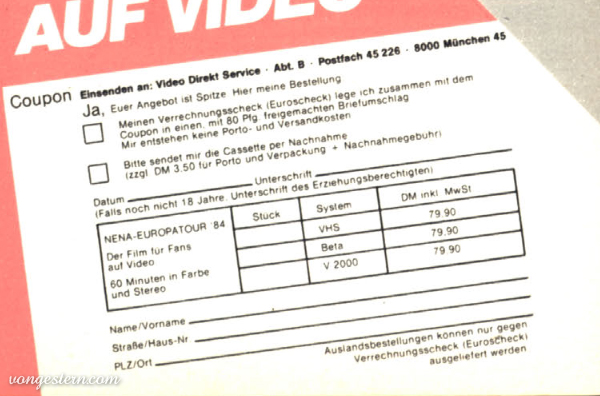 AUF VIDEO
Coupon Einsenden an: Video Direkt Service · Abt. B · Postfach 45 226 · 8000 München 45
Ja, Euer Angebot ist Spitze. Hier meine Bestellung
Meinen Verrechnungsscheck (Euroscheck) lege ich zusammen mit dem
Coupon in einen, mit 80 Pfg. freigemachten Briefumschlag
Mir entstehen keine Porto- und Versandkosten
Bitte sendet mir die Cassette per Nachnahme
(zzgl. DM 3.50 für Porto und Verpackung + Nachnahmegebühr)
Datum Unterschrift
(Falls noch nicht 18 Jahre. Unterschrift des Erziehungsberechtigten)
NENA-EUROPATOUR '84
Der Film für Fans
auf Video
60 Minuten in Farbe
und Stereo
Stück System DM inkl. MwSt
VHS 79.90
Beta 79.90
V 2000 79.90
Name/Vorname
Straße/Haus-Nr.
PLZ/Ort
Auslandsbestellungen können nur gegen
Verrechnungsscheck (Euroscheck)
ausgeliefert werden
vongestern.com